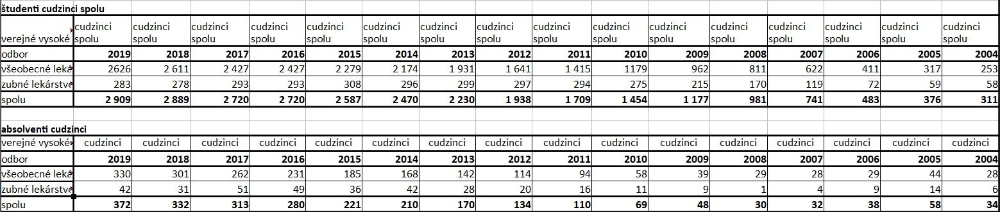 študenti cudzinci spolu
verejné vysoké cudzinci spolu cudzinci spolu cudzinci spolu cudzinci spolu cudzinci spolu cudzinci spolu cudzinci spolu cudzinci spolu cudzinci spolu cudzinci spolu cudzinci spolu cudzinci spolu cudzinci spolu cudzinci spolu cudzinci spolu cudzinci spolu
odbor 2019 2018 2017 2016 2015 2014 2013 2012 2011 2010 2009 2008 2007 2006 2005 2004
všeobecné leká 2626 2 611 2 427 2 427 2 279 2 174 1 931 1 641 1 415 1179 962 811 622 411 317 253
zubné lekárstvo 283 278 293 293 308 296 299 297 294 275 215 170 119 72 59 58
spolu 2 909 2 889 2 720 2 720 2 587 2 470 2 230 1 938 1 709 1 454 1 177 981 741 483 376 311
absolventi cudzinci
verejné vysoké cudzinci cudzinci cudzinci cudzinci cudzinci cudzinci cudzinci cudzinci cudzinci cudzinci cudzinci cudzinci cudzinci cudzinci cudzinci cudzinci
odbor 2019 2018 2017 2016 2015 2014 2013 2012 2011 2010 2009 2008 2007 2006 2005 2004
všeobecné leká 330 301 262 231 185 168 142 114 94 58 39 29 28 29 44 28
zubné lekárstvo 42 31 51 49 36 42 28 20 16 11 9 1 4 9 14 6
spolu 372 332 313 280 221 210 170 134 110 69 48 30 32 38 58 34